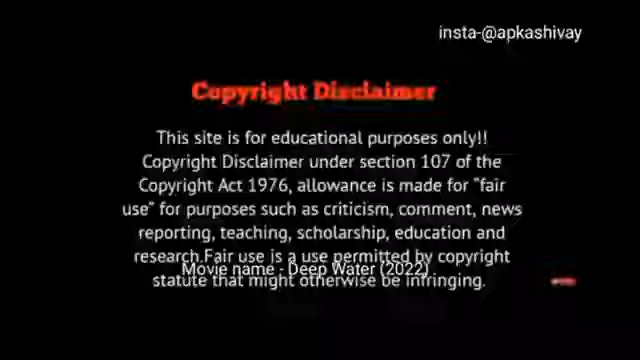 insta-@apkashivay
Copyright Disclaimer
This site is for educational purposes only!!
Copyright Disclaimer under section 107 of the
Copyright Act 1976, allowance is made for “fair
use” for purposes such as criticism, comment, news
reporting, teaching, scholarship, education and
research.Fair use is a use permitted by copyright
Movie name - Deep Water (2022)
statute that might otherwise be infringing.